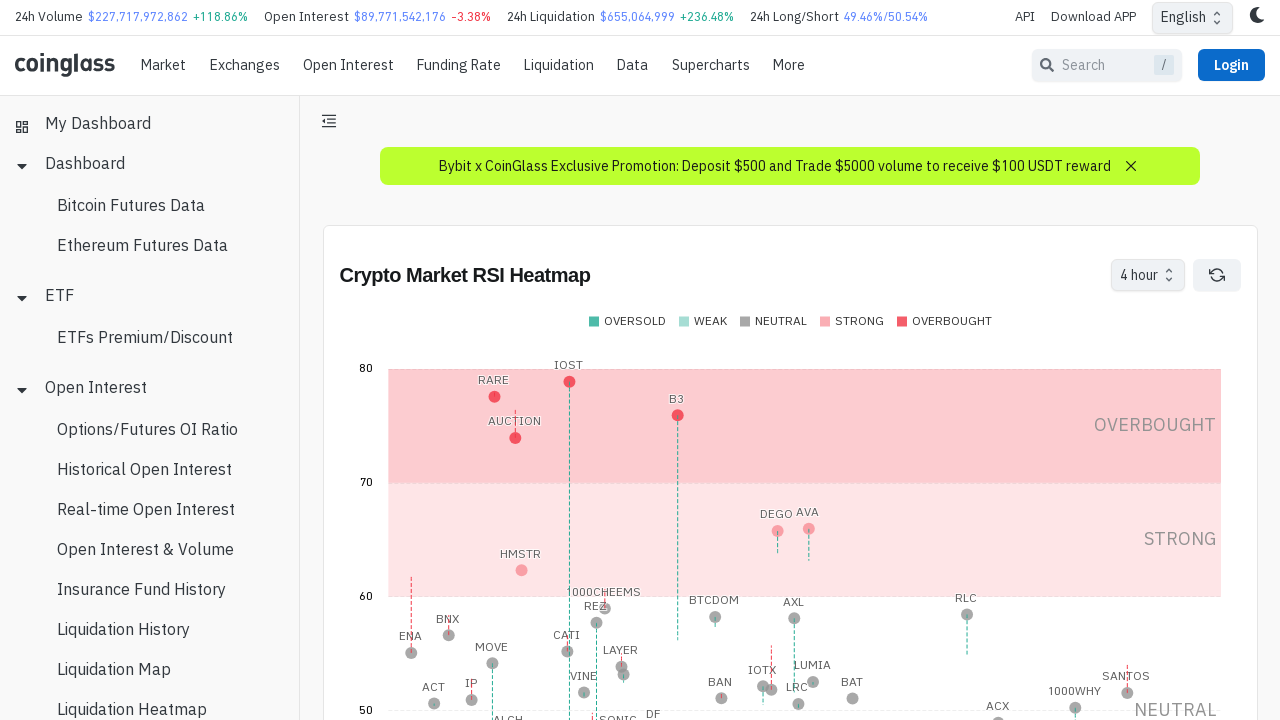 24h Volume $227,717,972,862 +118.86% Open Interest $89,771,542,176 -3.38% 24h Liquidation $655,064,999 +236.48% 24h Long/Short 49.46%/50.54% API Download APP English
coinglass Market Exchanges Open Interest Funding Rate Liquidation Data Supercharts More Search / Login
My Dashboard
Dashboard
Bitcoin Futures Data
Ethereum Futures Data
ETF
ETFs Premium/Discount
Open Interest
Options/Futures OI Ratio
Historical Open Interest
Real-time Open Interest
Open Interest & Volume
Insurance Fund History
Liquidation History
Liquidation Map
Liquidation Heatmap
Bybit x CoinGlass Exclusive Promotion: Deposit $500 and Trade $5000 volume to receive $100 USDT reward
Crypto Market RSI Heatmap 4 hour
OVERSOLD WEAK NEUTRAL STRONG OVERBOUGHT
80
IOST
RARE
B3
AUCTION
OVERBOUGHT
70
DEGO AVA
STRONG
HMSTR
60
1000CHEEMS
REZ
BTCDOM
AXL
RLC
BNX
ENA
CATI
MOVE
LAYER
LUMIA
IOTX
VINE
SANTOS
ACT
IP
BAN
LRC
BAT
1000WHY
ACX
50
NEUTRAL
ALCH
SONIC
DF